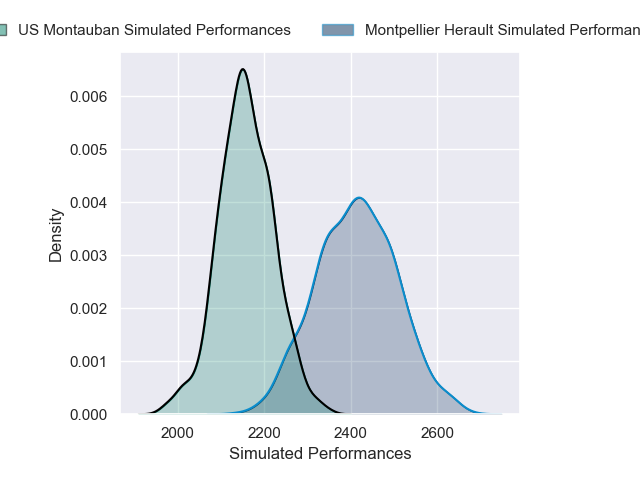 US Montauban Simulated Performances
Montpellier Herault Simulated Performan
0.006
0.005
0.004
0.003
0.002
0.001
0.000
Density
2000 2200 2400 2600
Simulated Performances